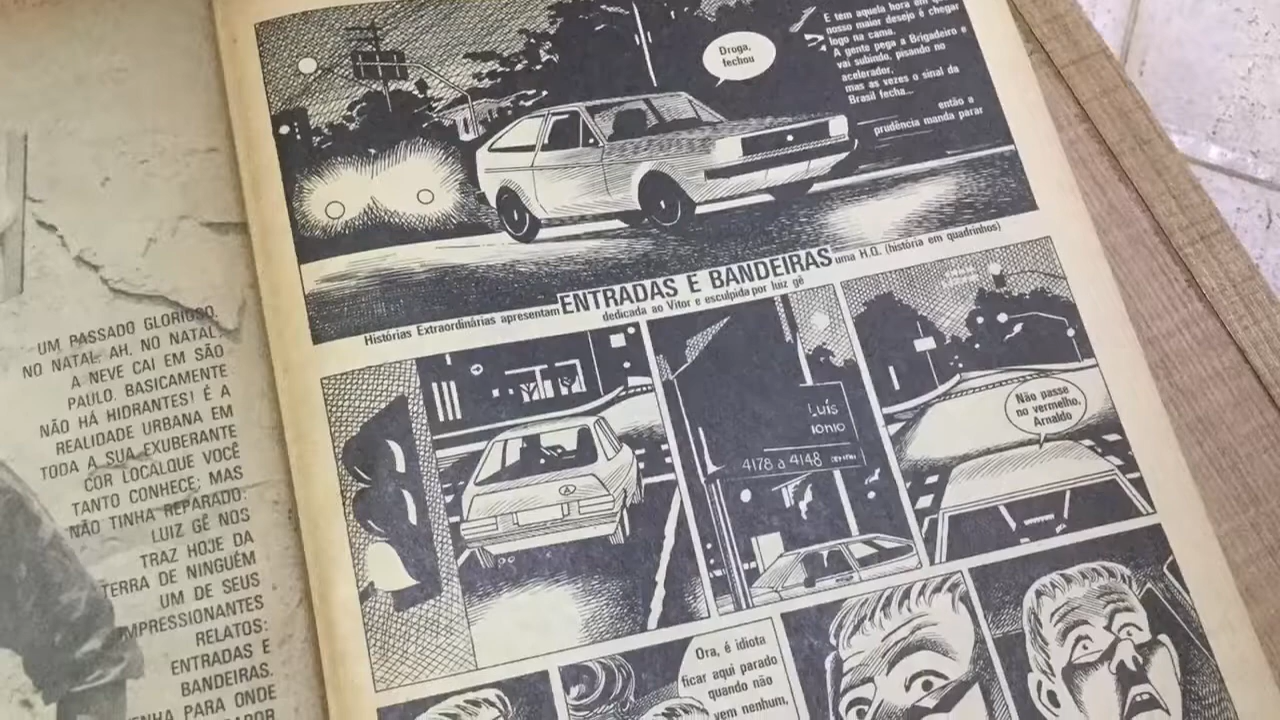 UM PASSADO GLORIOSO.
NO NATAL, AH, NO NATAL,
A NEVE CAI EM SÃO
PAULO. BASICAMENTE
NÃO HÁ HIDRANTES! É A
REALIDADE URBANA EM
TODA A SUA EXUBERANTE
COR LOCALQUE VOCÊ
TANTO CONHECE; MAS
NÃO TINHA REPARADO:
LUIZ GÊ NOS
TRAZ HOJE DA
TERRA DE NINGUÉM
UM DE SEUS
IMPRESSIONANTES
RELATOS:
ENTRADAS E
BANDEIRAS.
PARA ONDE
Droga,
fechou
E tem aquela hora em
nosso maior desejo é chegar
logo na cama.
A gente pega a Brigadeiro e
vai subindo, pisando no
acelerador,
mas as vezes o sinal da
Brasil fecha...
então a
prudência manda parar
Histórias Extraordinárias apresentam ENTRADAS E BANDEIRAS uma H.Q. (história em quadrinhos)
dedicada ao Vitor e esculpida por luiz gê
Luís
ônio
4178 a 4148
Não passe
no vermelho,
Arnaldo
Ora, é idiota
ficar aqui parado
quando não
vem nenhum,